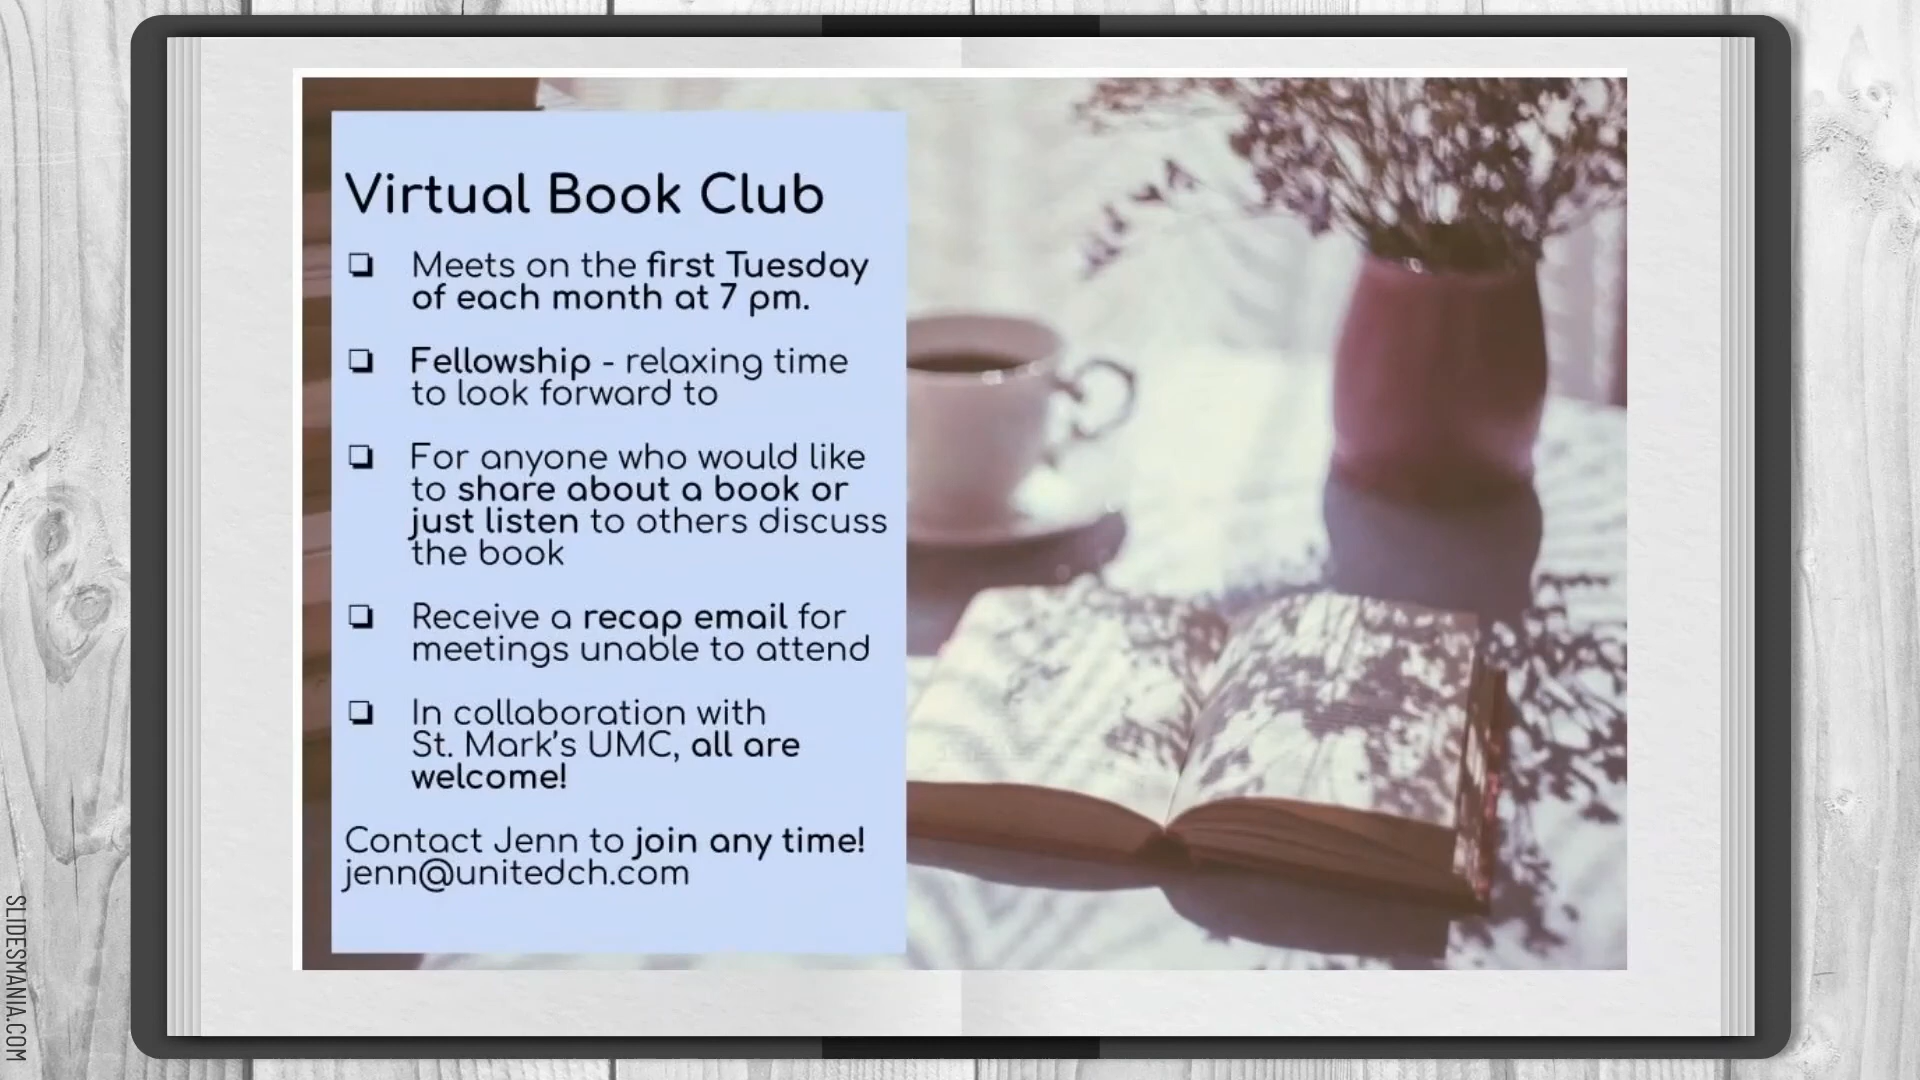 Virtual Book Club
❏ Meets on the first Tuesday
of each month at 7 pm.
❏ Fellowship - relaxing time
to look forward to
❏ For anyone who would like
to share about a book or
just listen to others discuss
the book
❏ Receive a recap email for
meetings unable to attend
❏ In collaboration with
St. Mark's UMC, all are
welcome!
Contact Jenn to join any time!
jenn@unitedch.com
SLIDESMANIA.COM